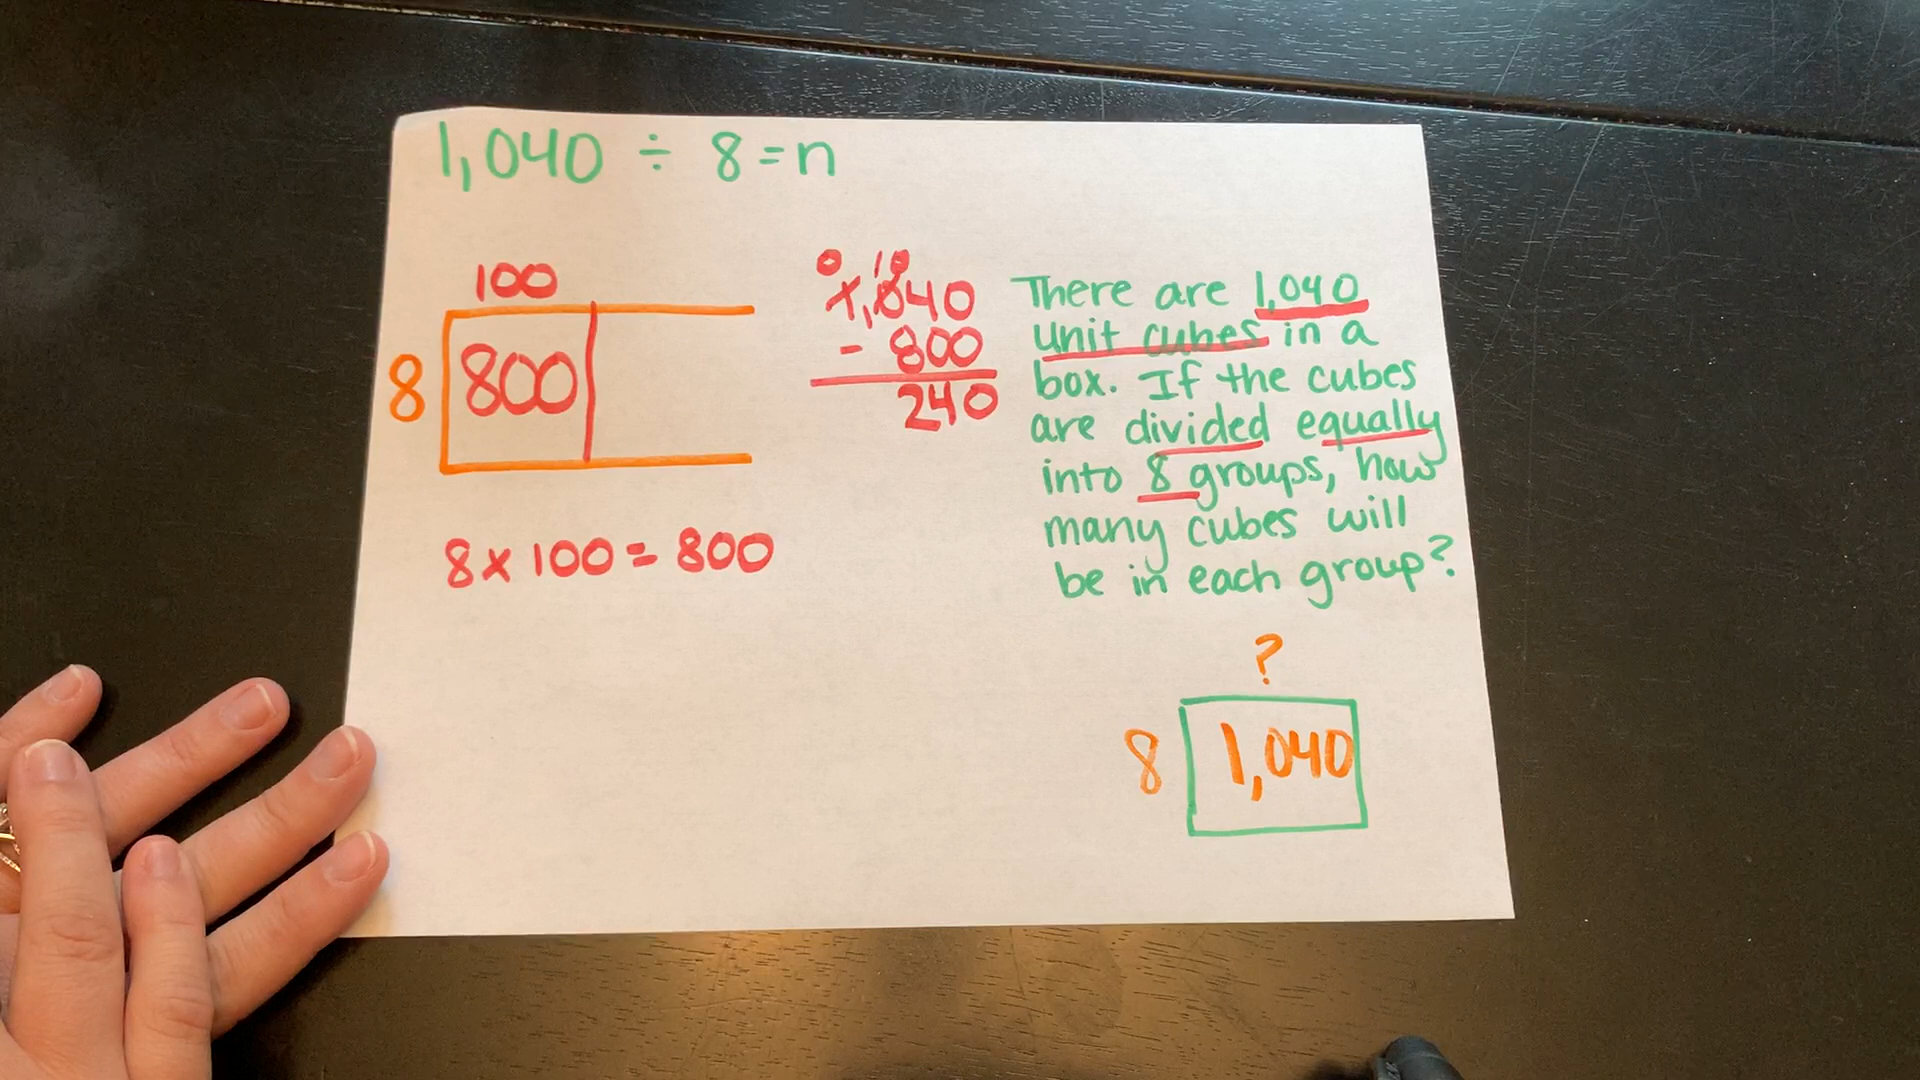 1,040 ÷ 8 = n
100
8 800
8 x 100 = 800
0 10
1,040
- 800
240
There are 1,040
unit cubes in a
box. If the cubes
are divided equally
into 8 groups, how
many cubes will
be in each group?
?
8 1,040